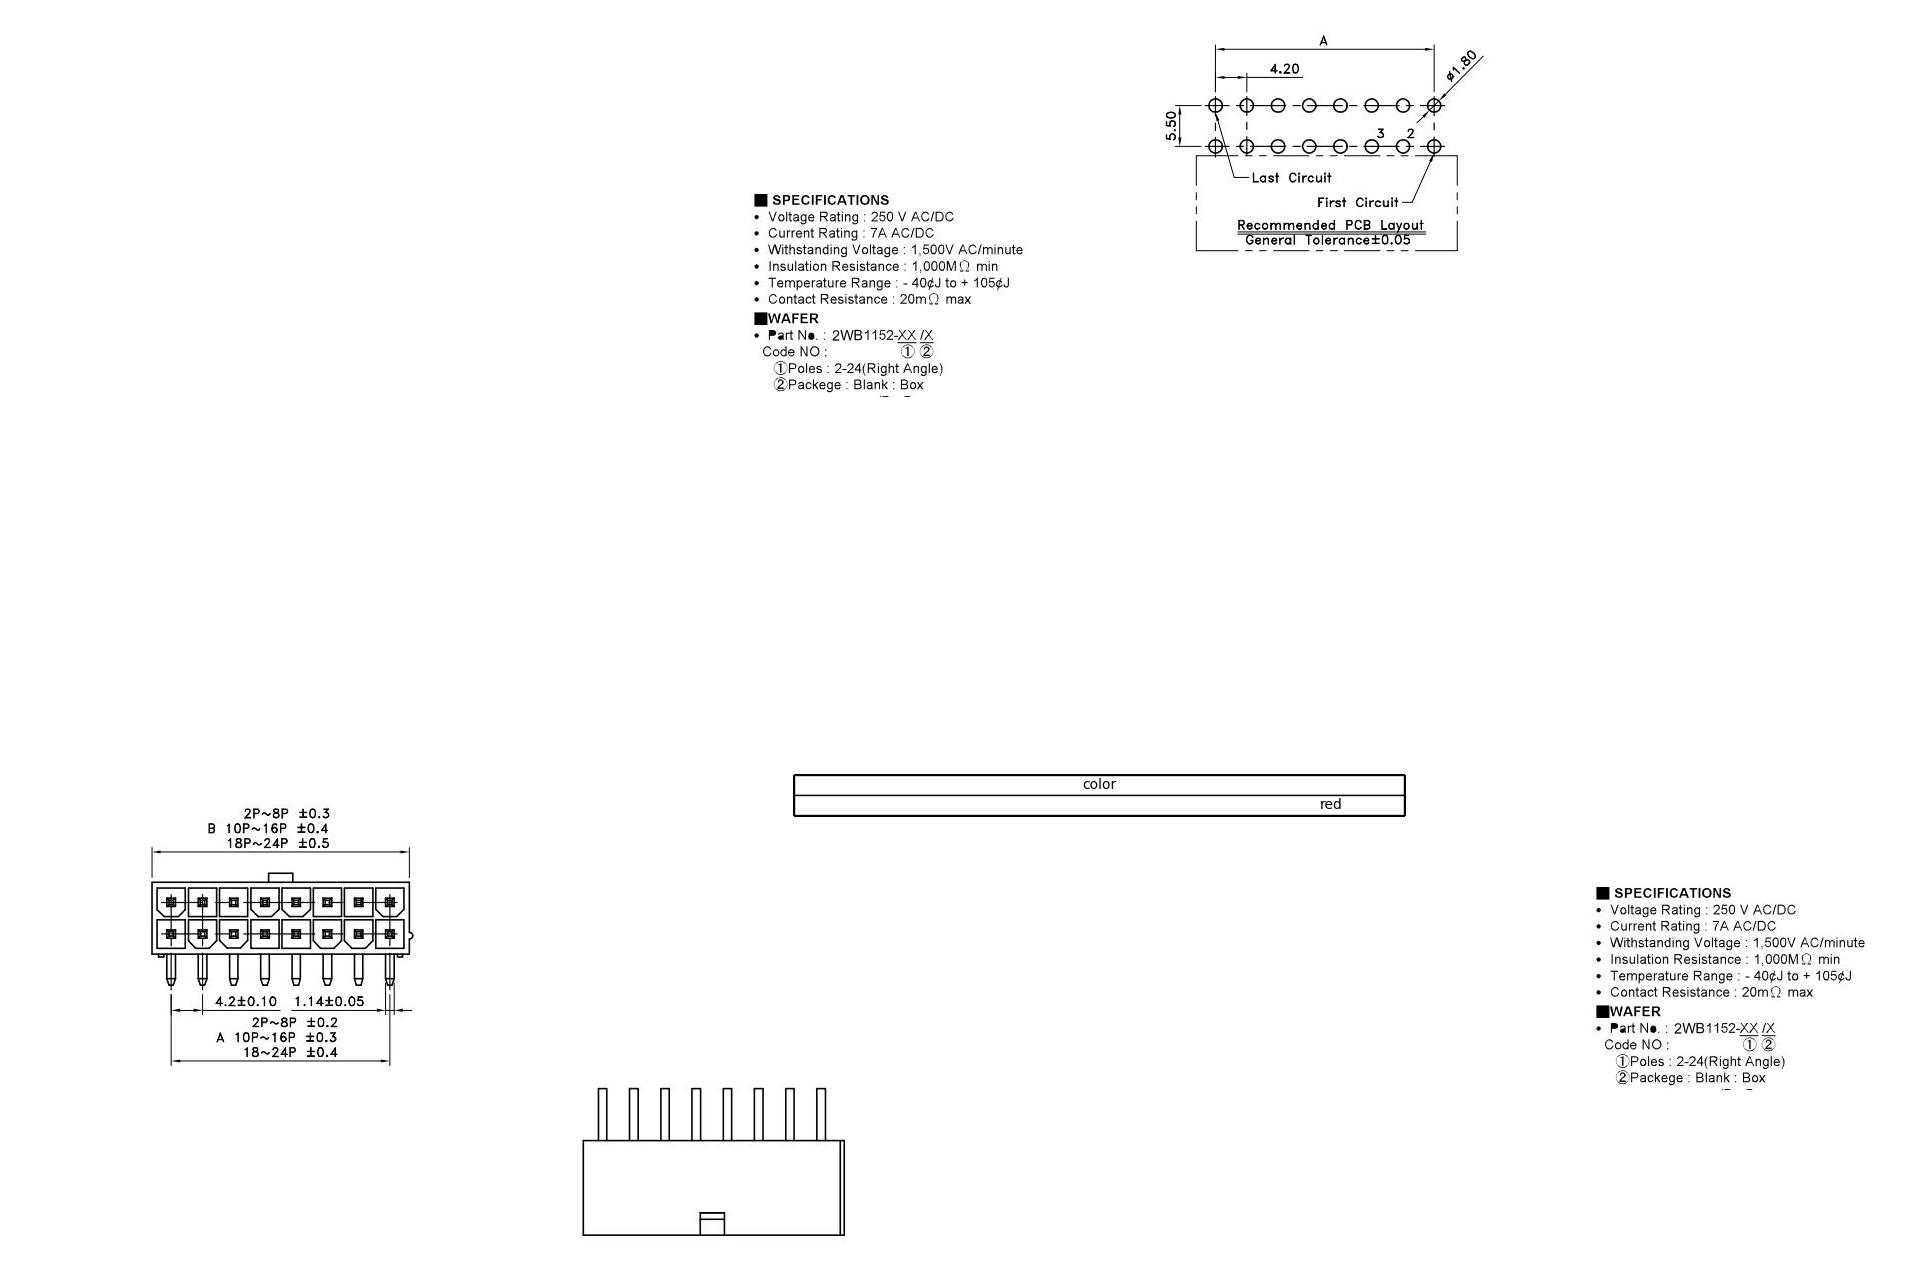 A
4.20
ø1.80
5.50
3 2
Last Circuit
First Circuit
Recommended PCB Layout
General Tolerance±0.05
■ SPECIFICATIONS
• Voltage Rating : 250 V AC/DC
• Current Rating : 7A AC/DC
• Withstanding Voltage : 1,500V AC/minute
• Insulation Resistance : 1,000MΩ min
• Temperature Range : - 40¢J to + 105¢J
• Contact Resistance : 20mΩ max
■WAFER
• Part No. : 2WB1152-XX /X
Code NO : ① ②
①Poles : 2-24(Right Angle)
②Packege : Blank : Box
color
red
2P~8P ±0.3
B 10P~16P ±0.4
18P~24P ±0.5
4.2±0.10 1.14±0.05
2P~8P ±0.2
A 10P~16P ±0.3
18~24P ±0.4
■ SPECIFICATIONS
• Voltage Rating : 250 V AC/DC
• Current Rating : 7A AC/DC
• Withstanding Voltage : 1,500V AC/minute
• Insulation Resistance : 1,000MΩ min
• Temperature Range : - 40¢J to + 105¢J
• Contact Resistance : 20mΩ max
■WAFER
• Part No. : 2WB1152-XX /X
Code NO : ① ②
①Poles : 2-24(Right Angle)
②Packege : Blank : Box